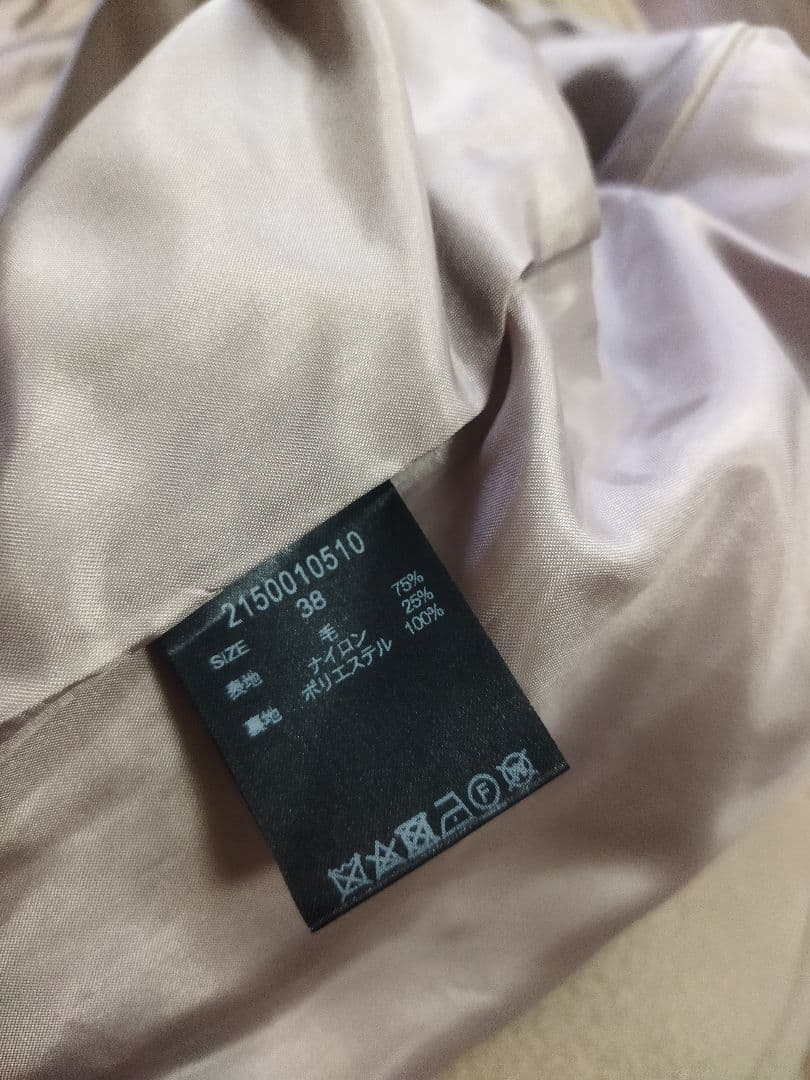 2150010510
SIZE 38
表地 毛 75%
ナイロン 25%
裏地 ポリエステル 100%
F
W